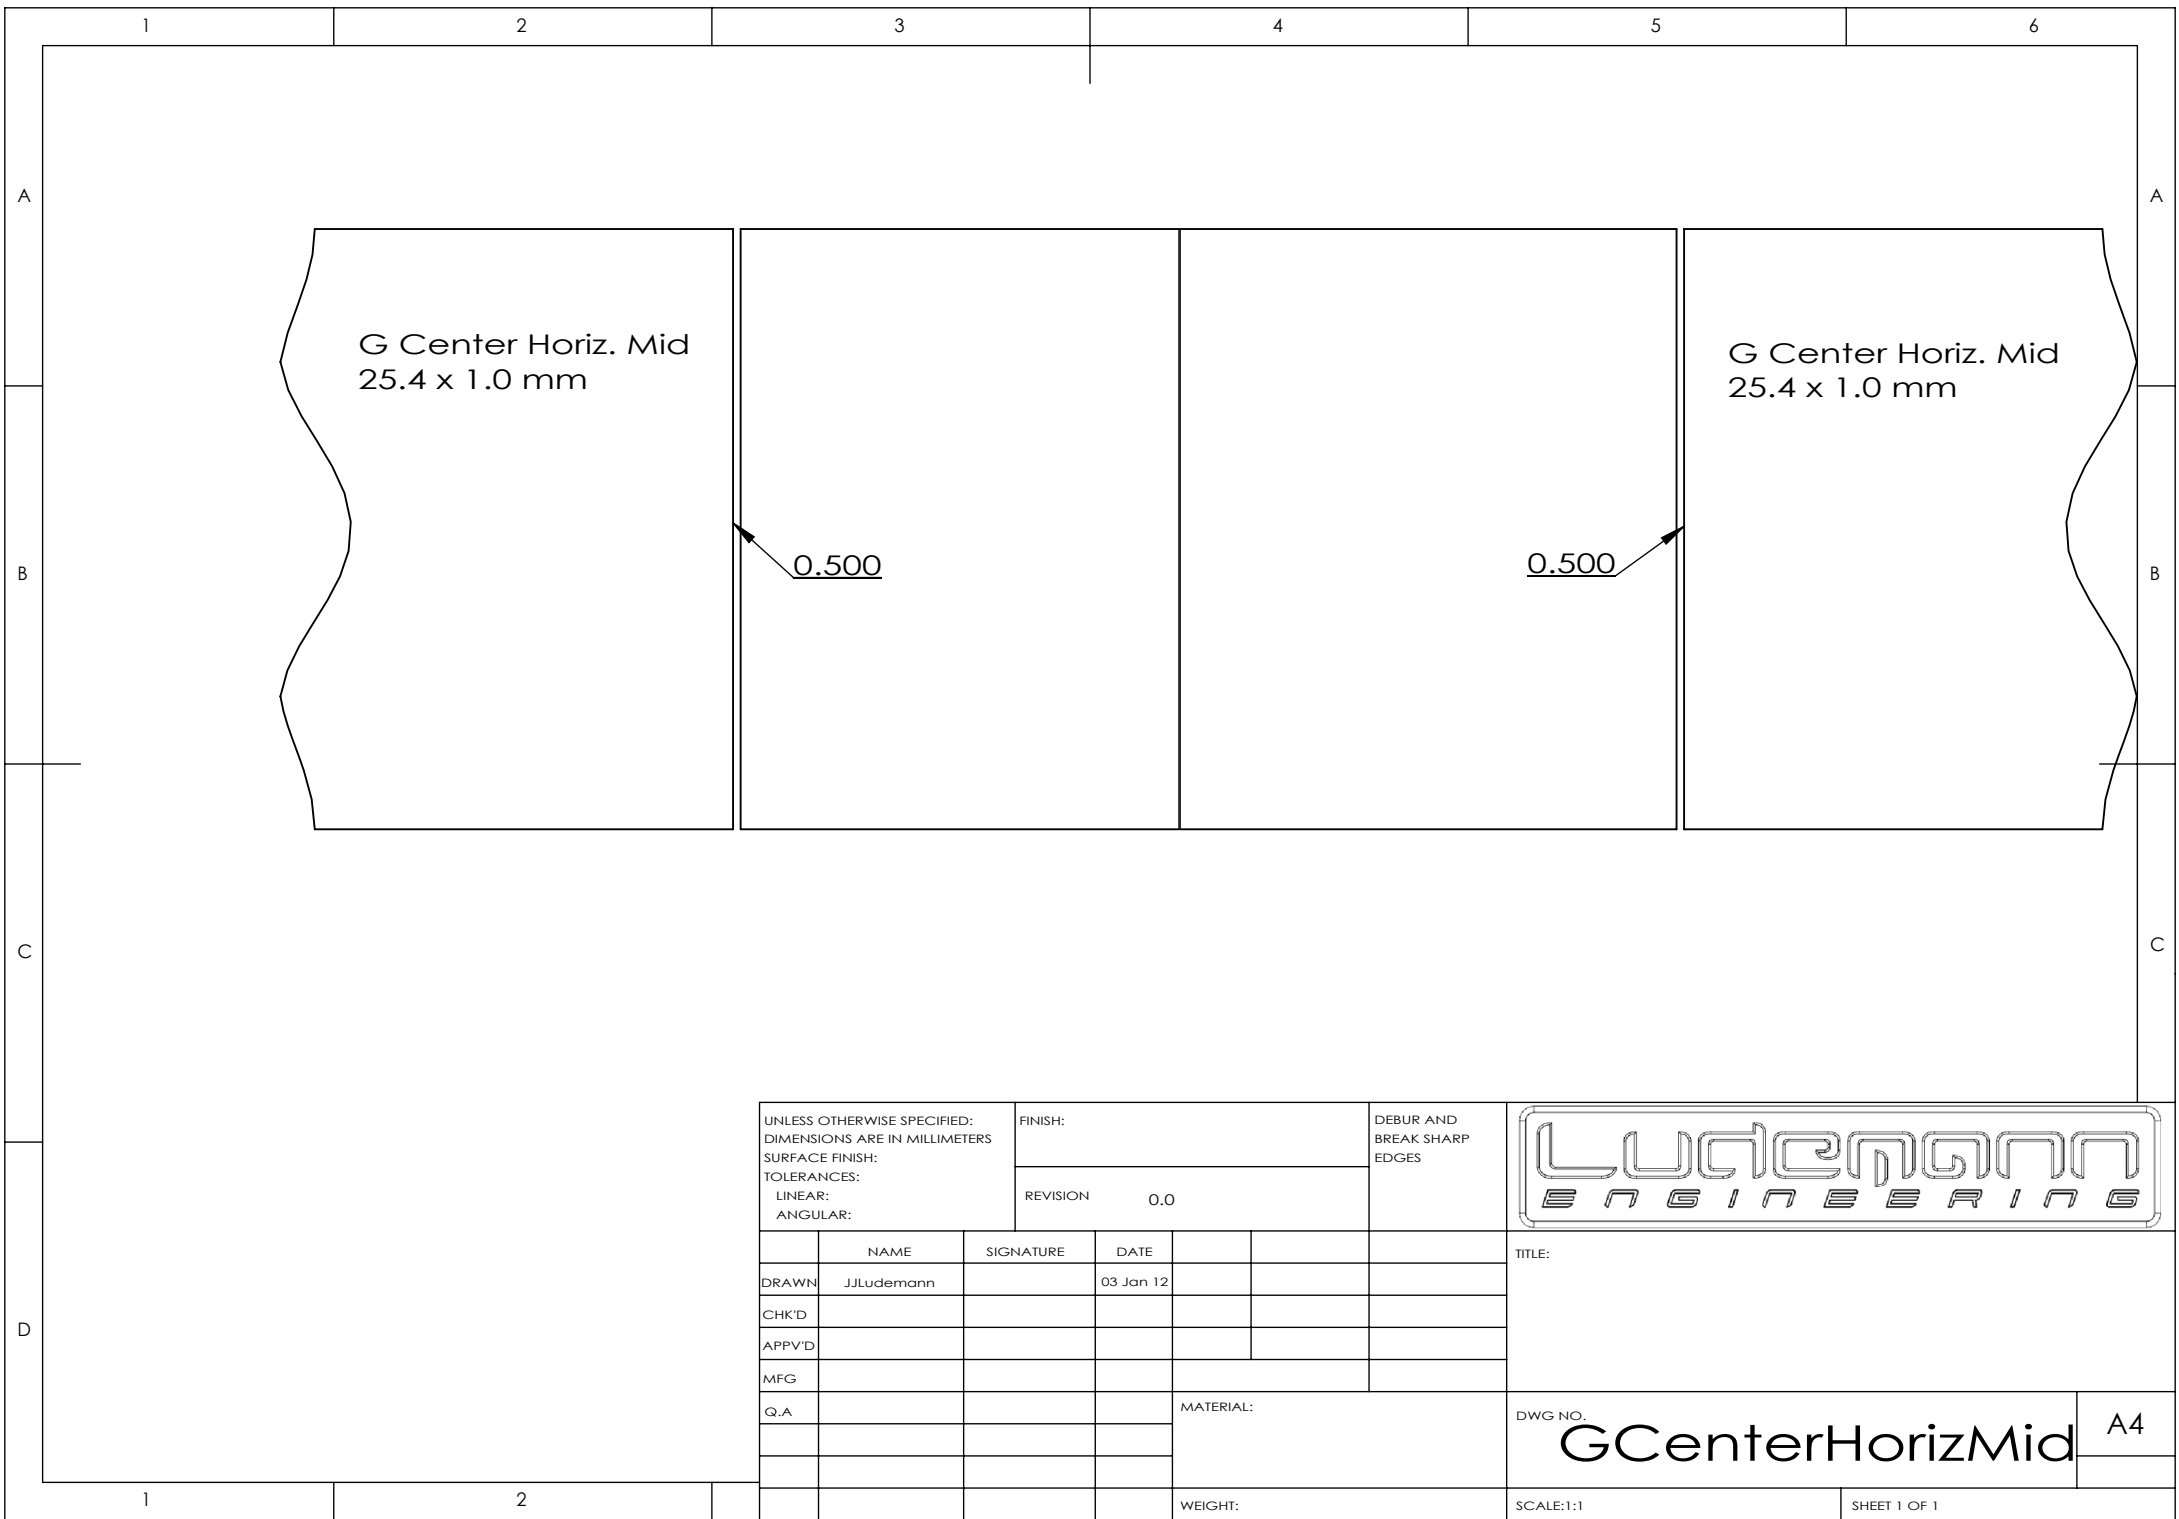 1 2 3 4 5 6
A A
G Center Horiz. Mid
25.4 x 1.0 mm
G Center Horiz. Mid
25.4 x 1.0 mm
0.500
0.500
B B
C C
D
UNLESS OTHERWISE SPECIFIED:
DIMENSIONS ARE IN MILLIMETERS
SURFACE FINISH:
TOLERANCES:
LINEAR:
ANGULAR:
FINISH:
REVISION 0.0
DEBUR AND
BREAK SHARP
EDGES
Ludemann
ENGINEERING
NAME SIGNATURE DATE
DRAWN JJLudemann 03 Jan 12
CHK'D
APPV'D
MFG
Q.A
TITLE:
MATERIAL:
DWG NO.
GCenterHorizMid
A4
WEIGHT:
SCALE:1:1
SHEET 1 OF 1
1 2